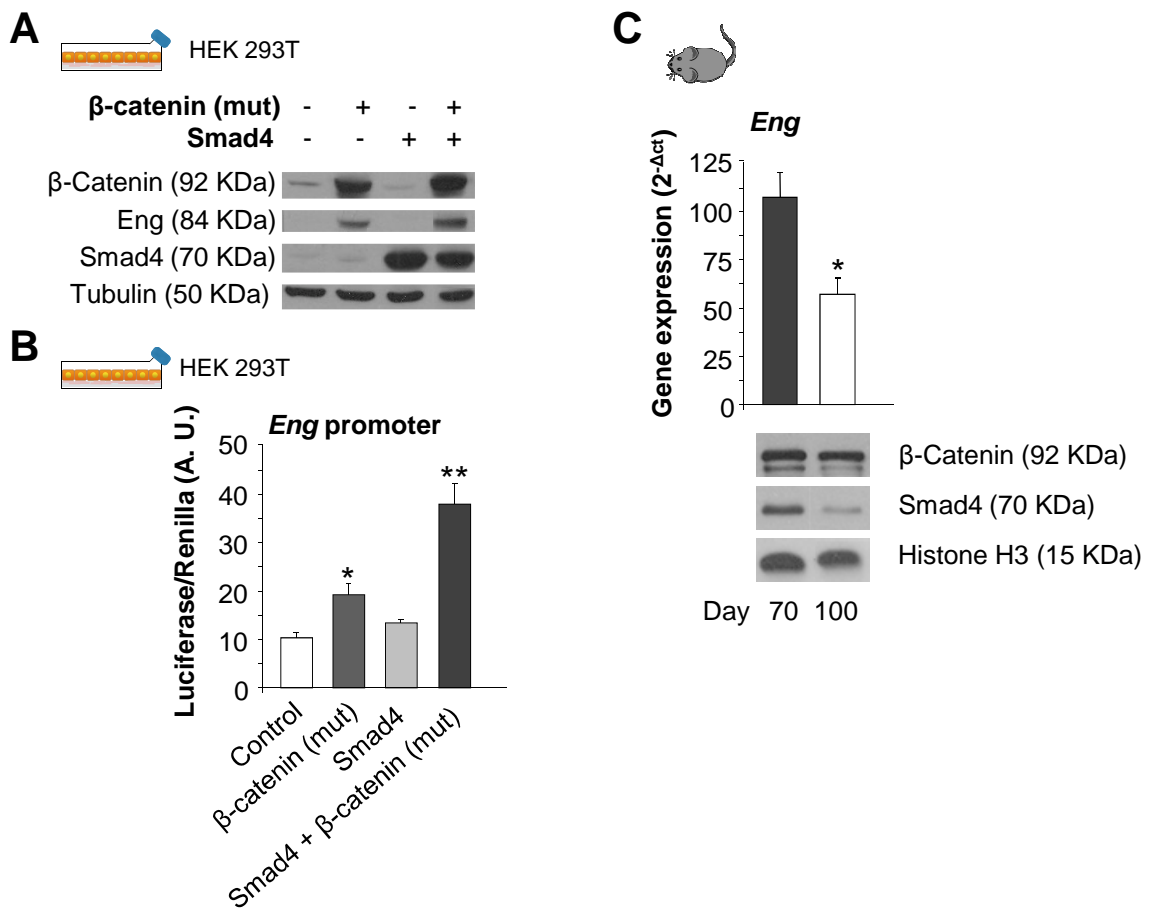 A
HEK 293T
β-catenin (mut) - + - +
Smad4 - - + +
β-Catenin (92 KDa)
Eng (84 KDa)
Smad4 (70 KDa)
Tubulin (50 KDa)
B
HEK 293T
Eng promoter
Luciferase/Renilla (A. U.)
50
40
30
20
10
0
*
**
Control
β-catenin (mut)
Smad4
Smad4 + β-catenin (mut)
C
Eng
Gene expression (2-Δct)
125
100
75
50
25
0
*
β-Catenin (92 KDa)
Smad4 (70 KDa)
Histone H3 (15 KDa)
Day 70 100